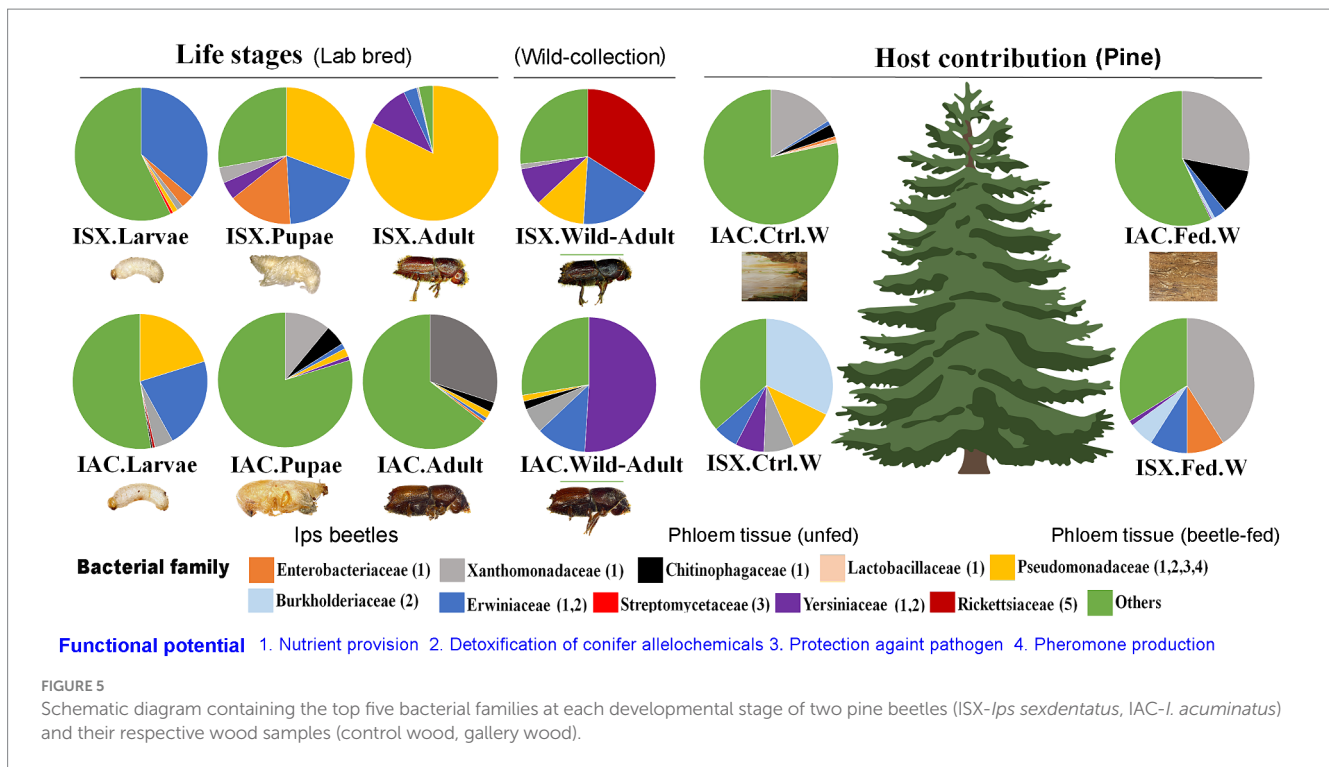 Life stages (Lab bred)
(Wild-collection)
Host contribution (Pine)
ISX.Larvae
ISX.Pupae
ISX.Adult
ISX.Wild-Adult
IAC.Ctrl.W
IAC.Fed.W
IAC.Larvae
IAC.Pupae
IAC.Adult
IAC.Wild-Adult
ISX.Ctrl.W
ISX.Fed.W
Ips beetles
Phloem tissue (unfed)
Phloem tissue (beetle-fed)
Bacterial family
Enterobacteriaceae (1)
Xanthomonadaceae (1)
Chitinophagaceae (1)
Lactobacillaceae (1)
Pseudomonadaceae (1,2,3,4)
Burkholderiaceae (2)
Erwiniaceae (1,2)
Streptomycetaceae (3)
Yersiniaceae (1,2)
Rickettsiaceae (5)
Others
Functional potential 1. Nutrient provision 2. Detoxification of conifer allelochemicals 3. Protection againt pathogen 4. Pheromone production
FIGURE 5
Schematic diagram containing the top five bacterial families at each developmental stage of two pine beetles (ISX-Ips sexdentatus, IAC-I. acuminatus)
and their respective wood samples (control wood, gallery wood).